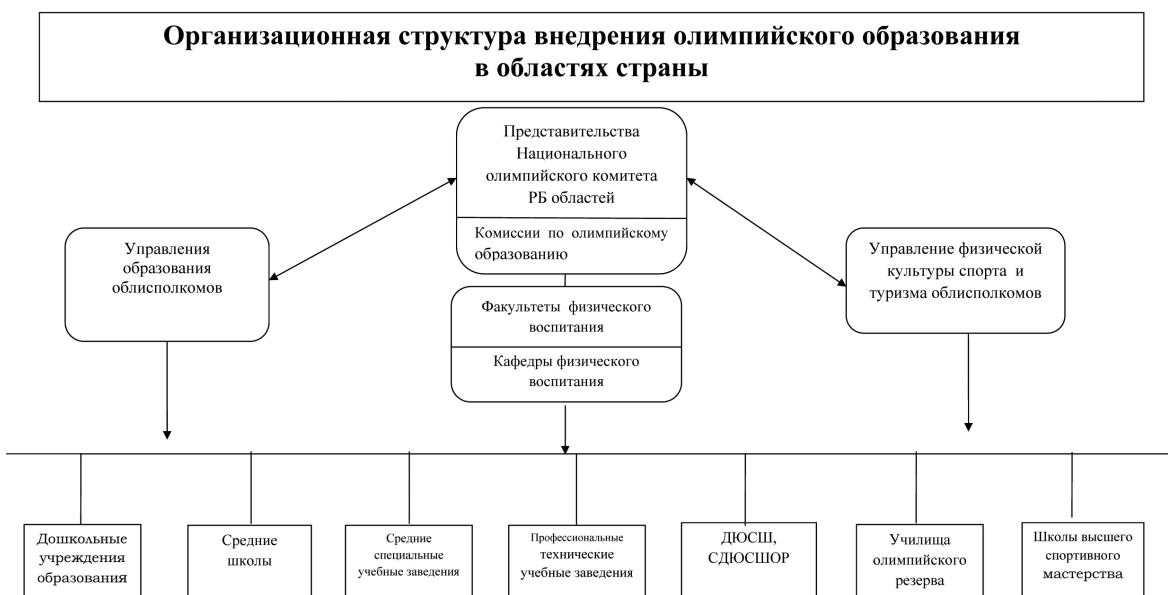 Организационная структура внедрения олимпийского образования
в областях страны
Представительства
Национального
олимпийского комитета
РБ областей
Комиссии по олимпийскому
образованию
Управления
образования
облисполкомов
Управление физической
культуры спорта и
туризма облисполкомов
Факультеты физического
воспитания
Кафедры физического
воспитания
Дошкольные
учреждения
образования
Средние
школы
Средние
специальные
учебные заведения
Профессиональные
технические
учебные заведения
ДЮСШ,
СДЮСШОР
Училища
олимпийского
резерва
Школы высшего
спортивного
мастерства